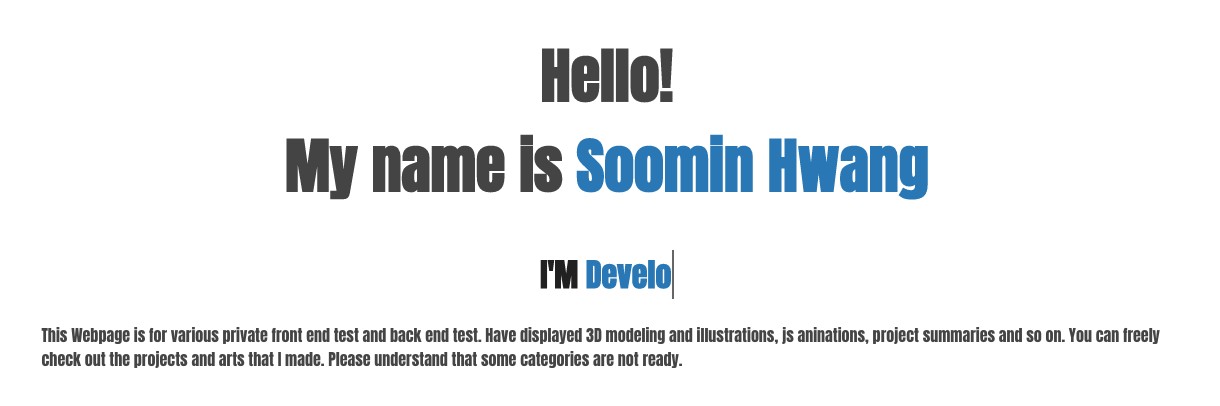 Hello!
My name is Soomin Hwang
I'M Develo
This Webpage is for various private front end test and back end test. Have displayed 3D modeling and illustrations, js aninations, project summaries and so on. You can freely
check out the projects and arts that I made. Please understand that some categories are not ready.